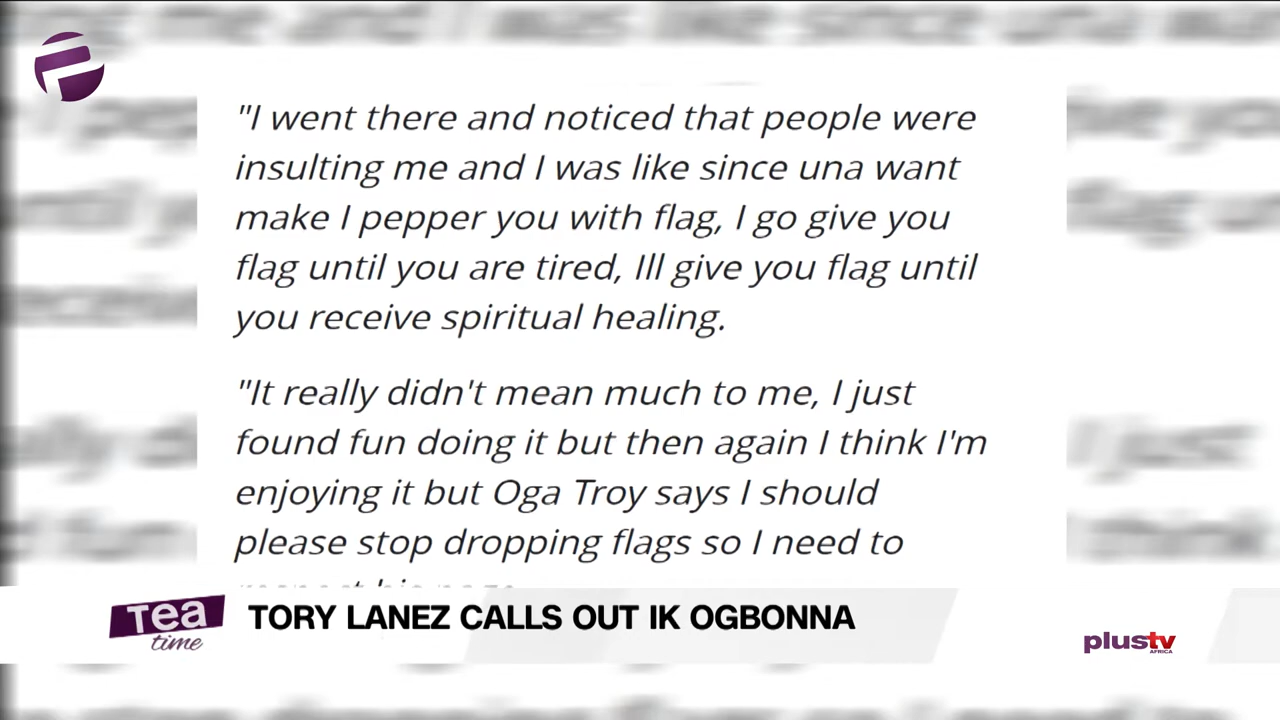 "I went there and noticed that people were
insulting me and I was like since una want
make I pepper you with flag, I go give you
flag until you are tired, Ill give you flag until
you receive spiritual healing.
"It really didn't mean much to me, I just
found fun doing it but then again I think I'm
enjoying it but Oga Troy says I should
please stop dropping flags so I need to
Tea
time
TORY LANEZ CALLS OUT IK OGBONNA
plustv
AFRICA